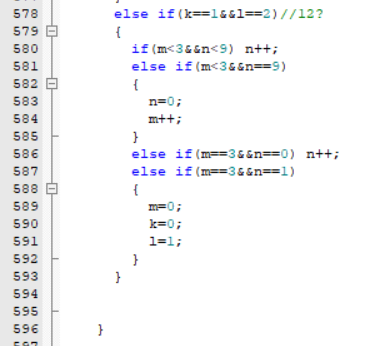 578 else if(k==1&&l==2)//12?
579 {
580 if(m<3&&n<9) n++;
581 else if(m<3&&n==9)
582 {
583 n=0;
584 m++;
585 }
586 else if(m==3&&n==0) n++;
587 else if(m==3&&n==1)
588 {
589 m=0;
590 k=0;
591 l=1;
592 }
593 }
594
595
596 }